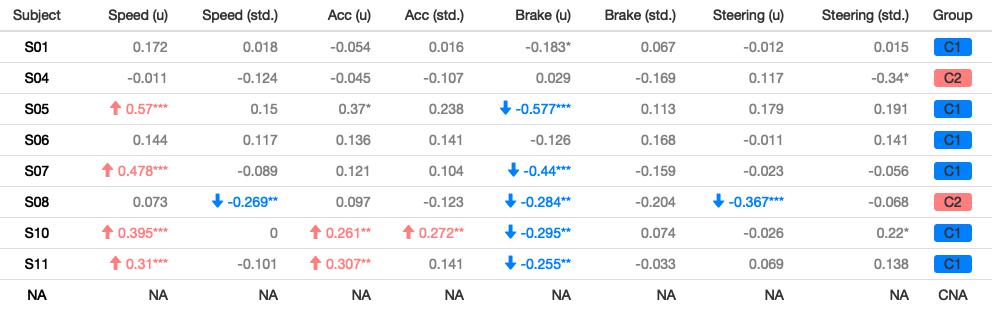 Subject Speed (u) Speed (std.) Acc (u) Acc (std.) Brake (u) Brake (std.) Steering (u) Steering (std.) Group
S01 0.172 0.018 -0.054 0.016 -0.183* 0.067 -0.012 0.015 C1
S04 -0.011 -0.124 -0.045 -0.107 0.029 -0.169 0.117 -0.34* C2
S05 0.57*** 0.15 0.37* 0.238 -0.577*** 0.113 0.179 0.191 C1
S06 0.144 0.117 0.136 0.141 -0.126 0.168 -0.011 0.141 C1
S07 0.478*** -0.089 0.121 0.104 -0.44*** -0.159 -0.023 -0.056 C1
S08 0.073 -0.269** 0.097 -0.123 -0.284** -0.204 -0.367*** -0.068 C2
S10 0.395*** 0 0.261** 0.272** -0.295** 0.074 -0.026 0.22* C1
S11 0.31*** -0.101 0.307** 0.141 -0.255** -0.033 0.069 0.138 C1
NA NA NA NA NA NA NA NA NA CNA